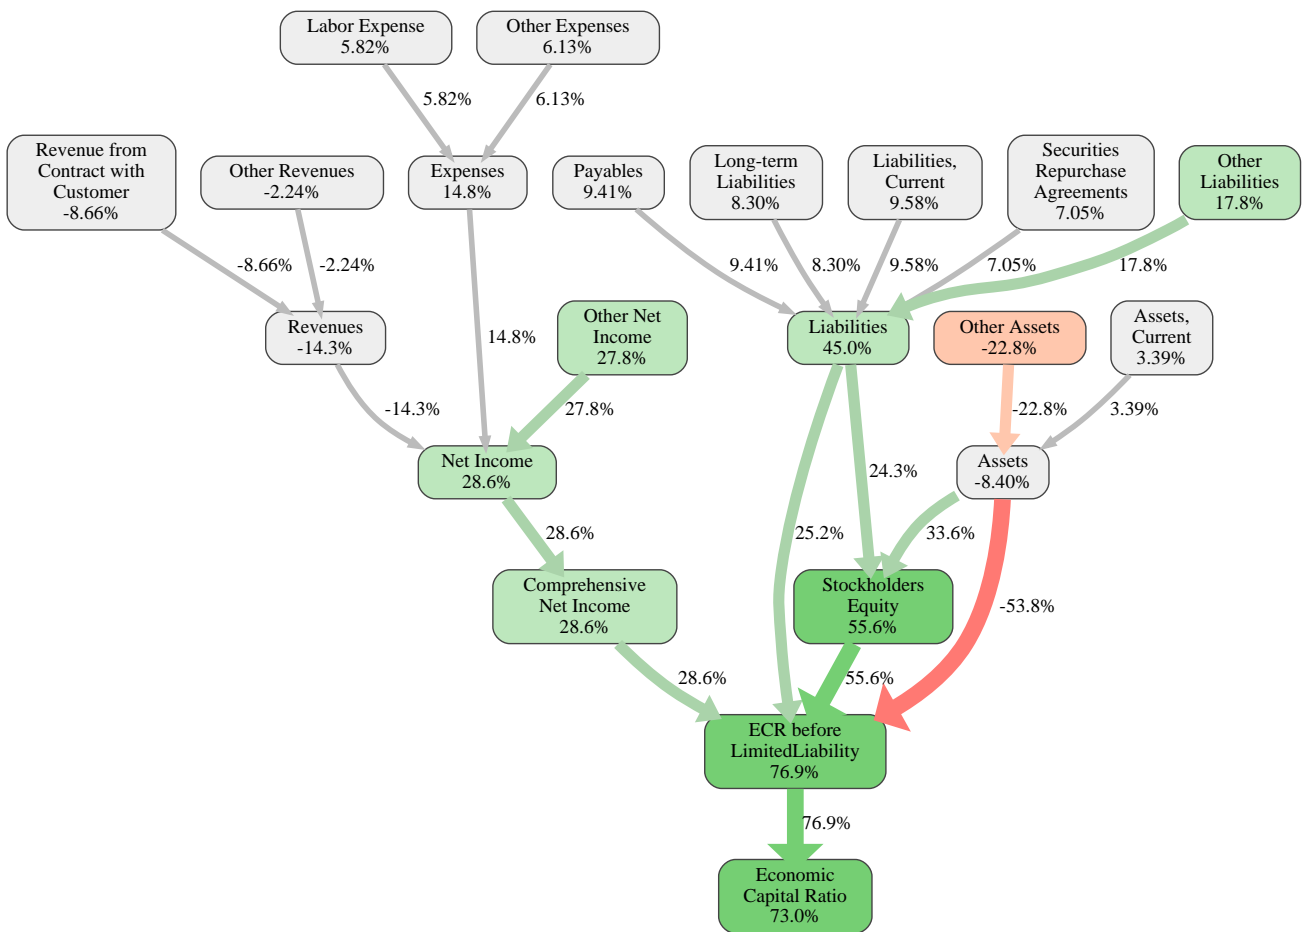 Labor Expense
5.82%
Other Expenses
6.13%
5.82%
6.13%
Revenue from
Contract with
Customer
-8.66%
Other Revenues
-2.24%
Expenses
14.8%
Payables
9.41%
Long-term
Liabilities
8.30%
Liabilities,
Current
9.58%
Securities
Repurchase
Agreements
7.05%
Other
Liabilities
17.8%
-8.66%
-2.24%
9.41%
8.30%
9.58%
7.05%
17.8%
Revenues
-14.3%
14.8%
Other Net
Income
27.8%
Liabilities
45.0%
Other Assets
-22.8%
Assets,
Current
3.39%
-14.3%
27.8%
-22.8%
3.39%
Net Income
28.6%
24.3%
Assets
-8.40%
28.6%
25.2%
33.6%
Comprehensive
Net Income
28.6%
Stockholders
Equity
55.6%
-53.8%
28.6%
55.6%
ECR before
LimitedLiability
76.9%
76.9%
Economic
Capital Ratio
73.0%